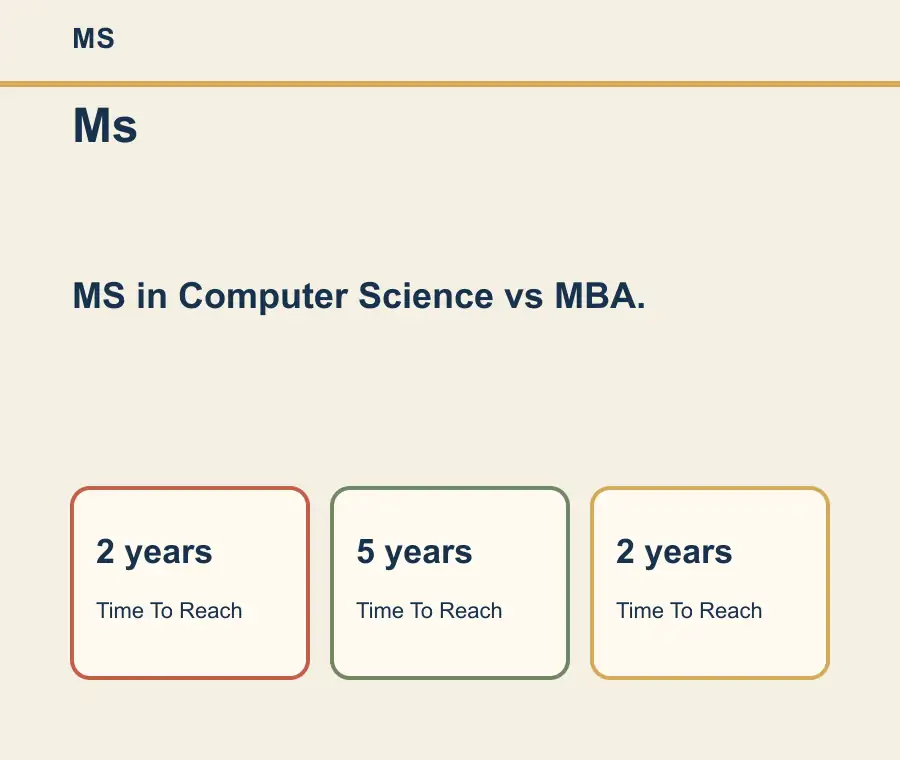 MS
Ms
MS in Computer Science vs MBA.
2 years
Time To Reach
5 years
Time To Reach
2 years
Time To Reach